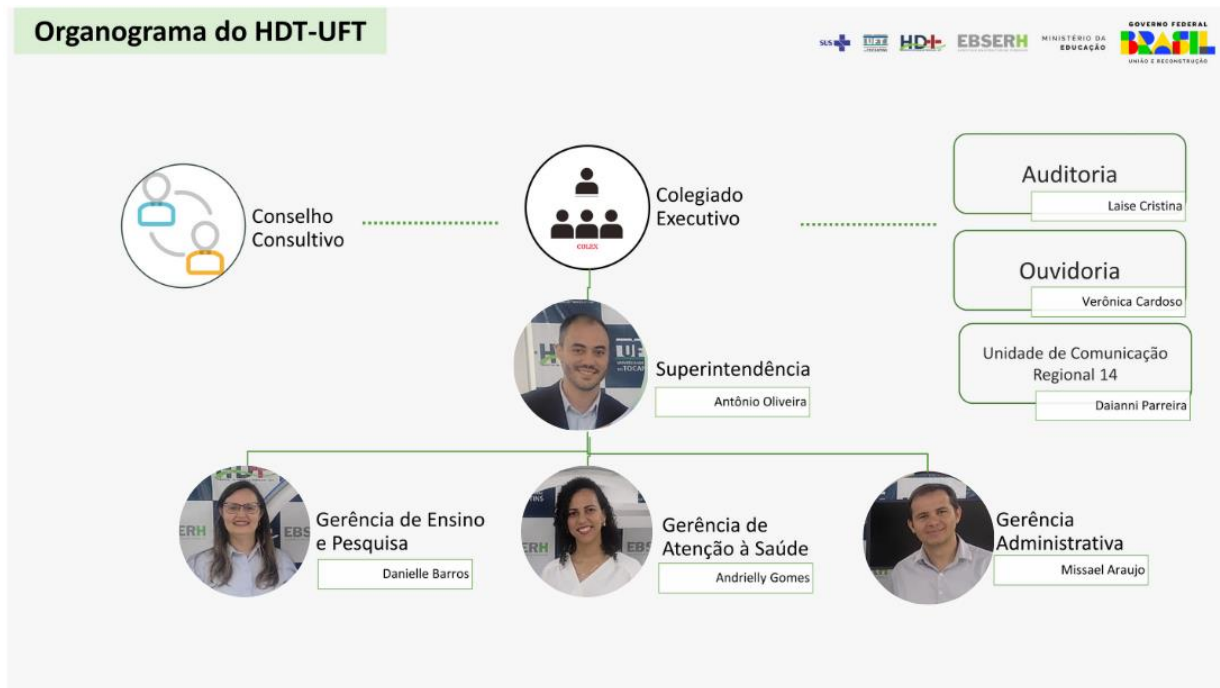 Organograma do HDT-UFT
SUS
UFT
HDT
EBSERH
MINISTÉRIO DA
EDUCAÇÃO
GOVERNO FEDERAL
BRASIL
UNIÃO E RECONSTRUÇÃO
Conselho
Consultivo
COLEX
Colegiado
Executivo
Auditoria
Laise Cristina
Ouvidoria
Verônica Cardoso
Unidade de Comunicação
Regional 14
Daianni Parreira
Superintendência
Antônio Oliveira
Gerência de Ensino
e Pesquisa
Danielle Barros
Gerência de
Atenção à Saúde
Andrielly Gomes
Gerência
Administrativa
Missael Araujo